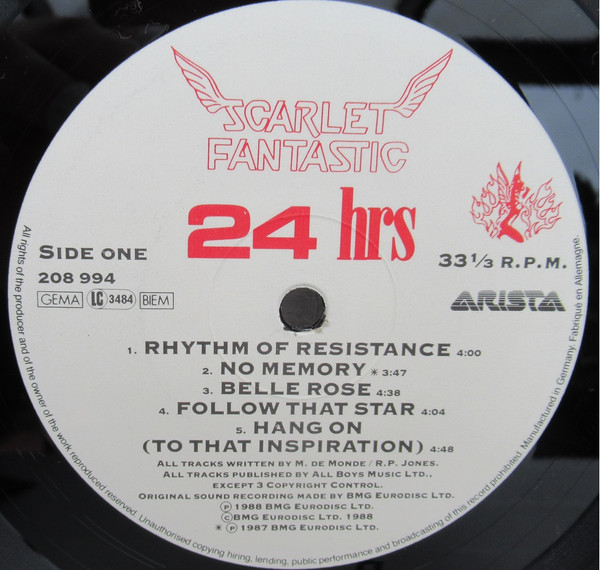 SCARLET
FANTASTIC
24 hrs
SIDE ONE
208 994
GEMA LC 3484 BIEM
33 1/3 R.P.M.
ARISTA
1. RHYTHM OF RESISTANCE 4:00
2. NO MEMORY * 3:47
3. BELLE ROSE 4:38
4. FOLLOW THAT STAR 4:04
5. HANG ON
(TO THAT INSPIRATION) 4:48
ALL TRACKS WRITTEN BY M. DE MONDE / R.P. JONES.
ALL TRACKS PUBLISHED BY ALL BOYS MUSIC LTD.,
EXCEPT 3 COPYRIGHT CONTROL.
ORIGINAL SOUND RECORDING MADE BY BMG EURODISC LTD.
Ⓟ 1988 BMG EURODISC LTD.
© BMG EURODISC LTD. 1988
* Ⓟ 1987 BMG EURODISC LTD.
All rights of the producer and of the owner of the work reproduced reserved. Unauthorised copying hiring, lending, public performance and broadcasting of this record prohibited. Manufactured in Germany. Fabriqué en Allemagne.